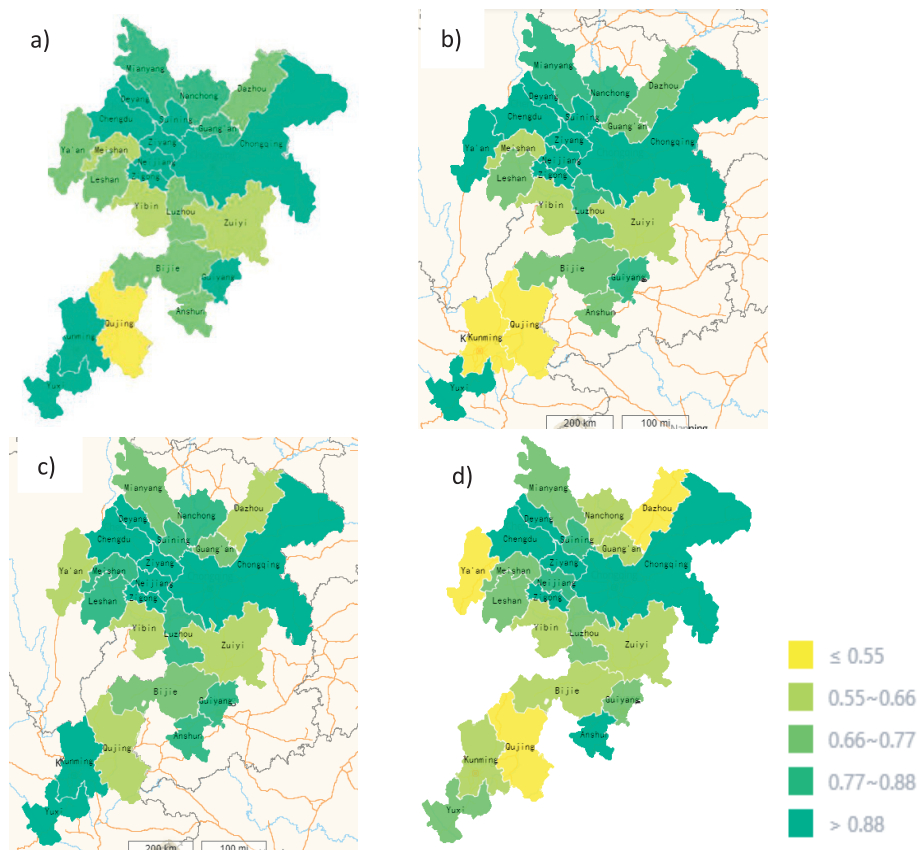 a)
Mianyang
Deyang
Nanchong
Dazhou
Chengdu
Suining
Guang'an
Chongqing
Ya'an
Meishan
Ziyang
Neijiang
Leshan
Zigong
Yibin
Luzhou
Zuiyi
Bijie
Guiyang
Anshun
Qujing
Kunming
Yuxi
b)
Mianyang
Deyang
Nanchong
Dazhou
Chengdu
Suining
Guang'an
Chongqing
Ya'an
Meishan
Ziyang
Neijiang
Leshan
Zigong
Yibin
Luzhou
Zuiyi
Bijie
Guiyang
Anshun
K
Kunming
Qujing
Yuxi
200 km
100 mi
Nanning
c)
Mianyang
Deyang
Nanchong
Dazhou
Chengdu
Suining
Guang'an
Chongqing
Ya'an
Meishan
Ziyang
Neijiang
Leshan
Zigong
Yibin
Luzhou
Zuiyi
Bijie
Guiyang
Anshun
Qujing
K
Kunming
Yuxi
200 km
100 mi
d)
Mianyang
Deyang
Nanchong
Dazhou
Chengdu
Suining
Guang'an
Chongqing
Ya'an
Meishan
Ziyang
Neijiang
Leshan
Zigong
Yibin
Luzhou
Zuiyi
Bijie
Guiyang
Anshun
Qujing
Kunming
Yuxi
≤ 0.55
0.55~0.66
0.66~0.77
0.77~0.88
> 0.88